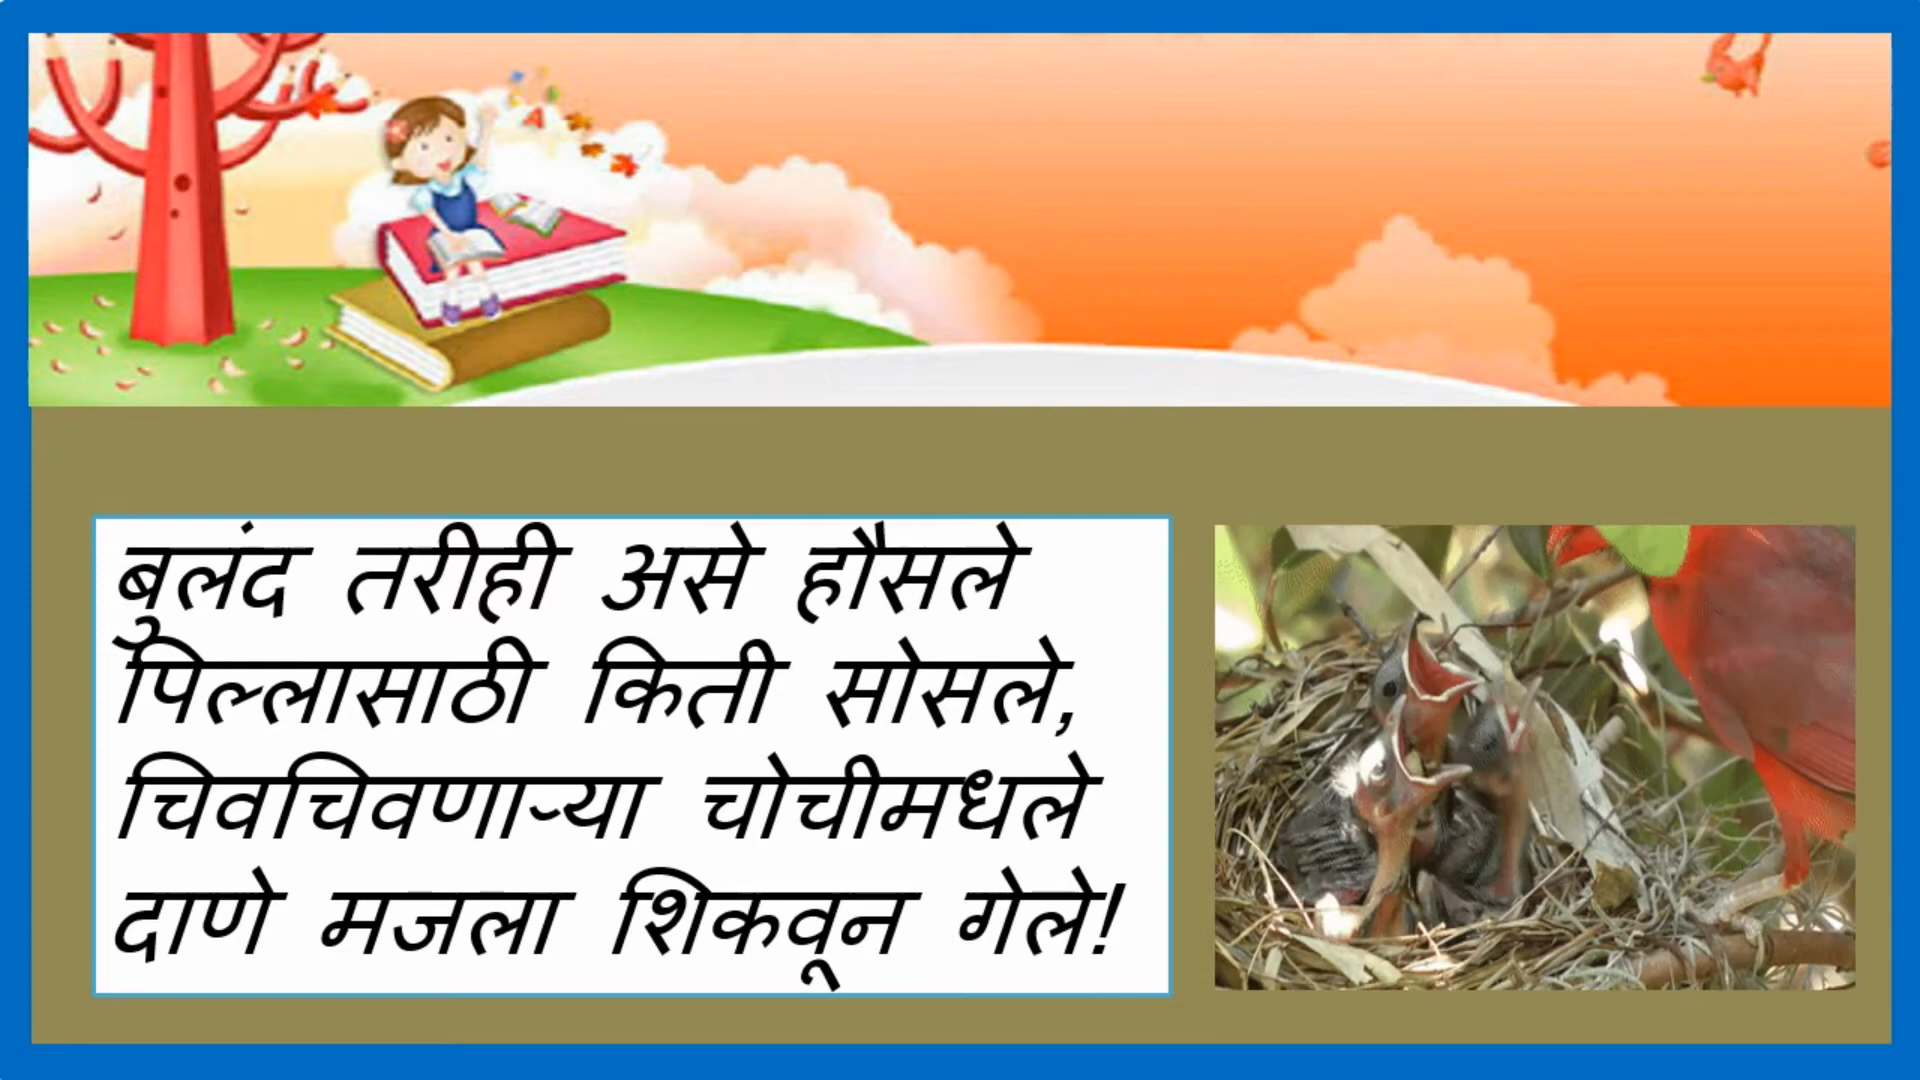 बुलंद तरीही असे हौसले
पिल्लासाठी किती सोसले,
चिवचिवणाऱ्या चोचीमधले
दाणे मजला शिकवून गेले!